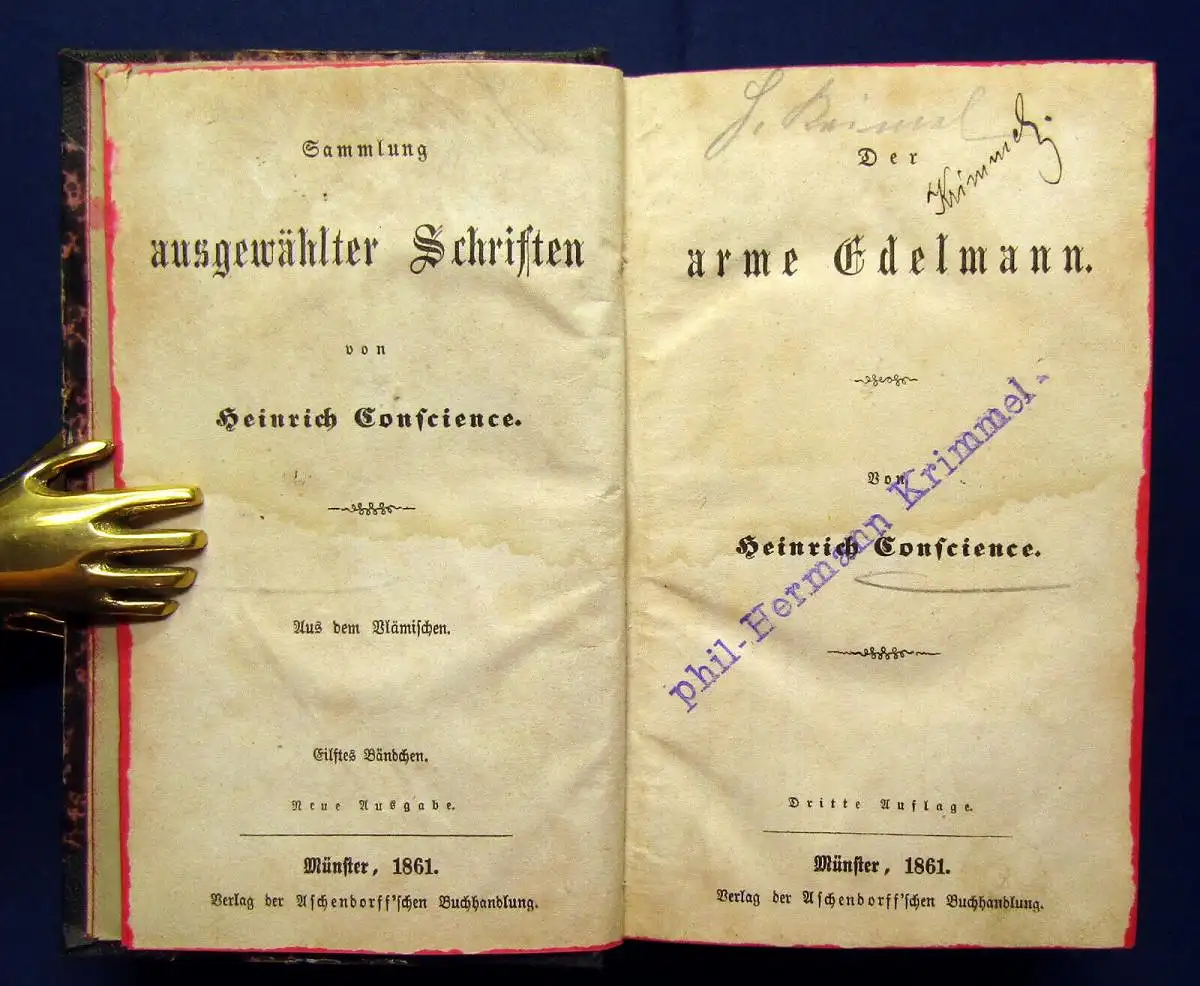 Sammlung
ausgewählter Schriften
von
Heinrich Conscience.
Aus dem Vlämischen.
Eilftes Bändchen.
Neue Ausgabe.
Münster, 1861.
Verlag der Aschendorff'schen Buchhandlung.
Der
arme Edelmann.
Von
Heinrich Conscience.
phil-Hermann Krimmel.
Dritte Auflage.
Münster, 1861.
Verlag der Aschendorff'schen Buchhandlung.